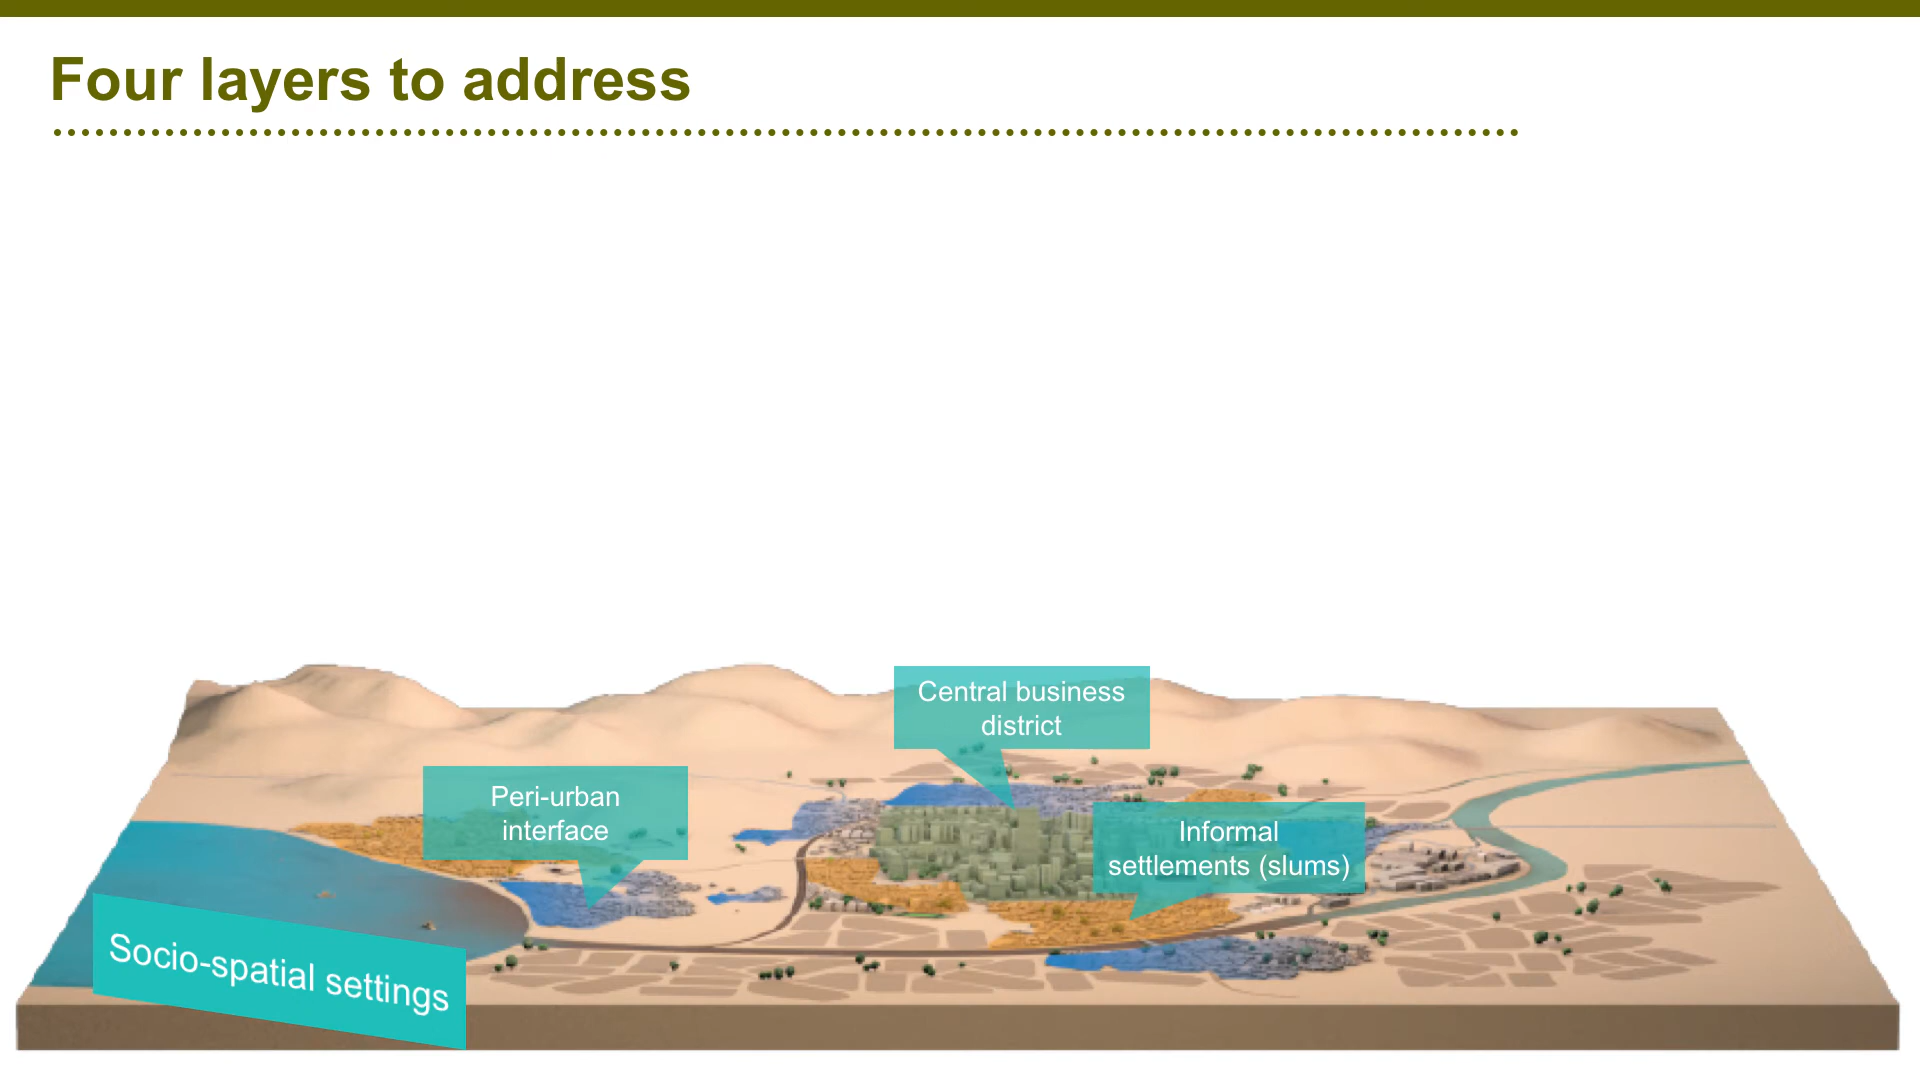 Four layers to address
Central business
district
Peri-urban
interface
Informal
settlements (slums)
Socio-spatial settings